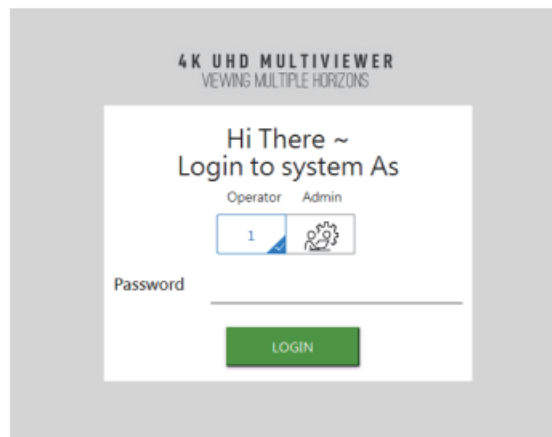 4K UHD MULTIVIEWER
VIEWING MULTIPLE HORIZONS
Hi There ~
Login to system As
Operator Admin
1
Password
LOGIN